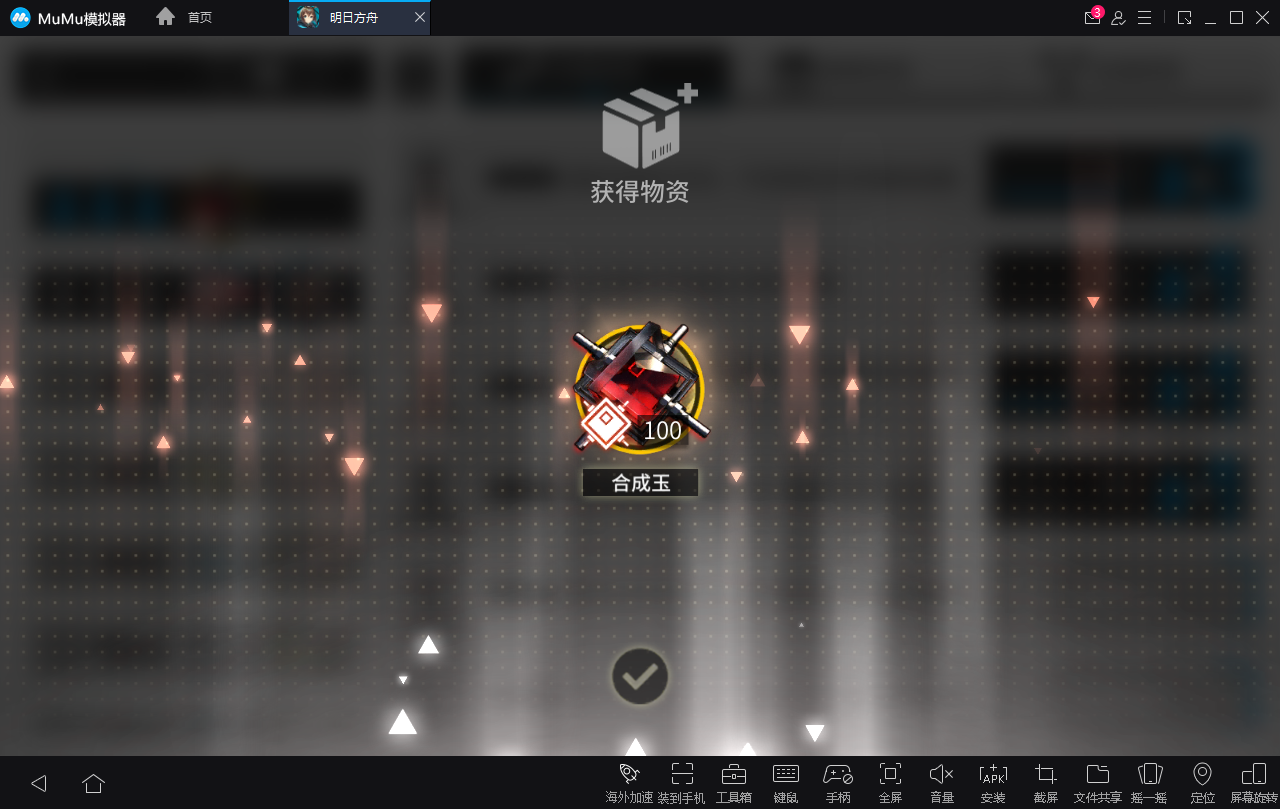 MuMu模拟器
首页
明日方舟
3
获得物资
100
合成玉
海外加速
装到手机
工具箱
键鼠
手柄
全屏
音量
APK
安装
截屏
文件共享
摇一摇
定位
屏幕旋转